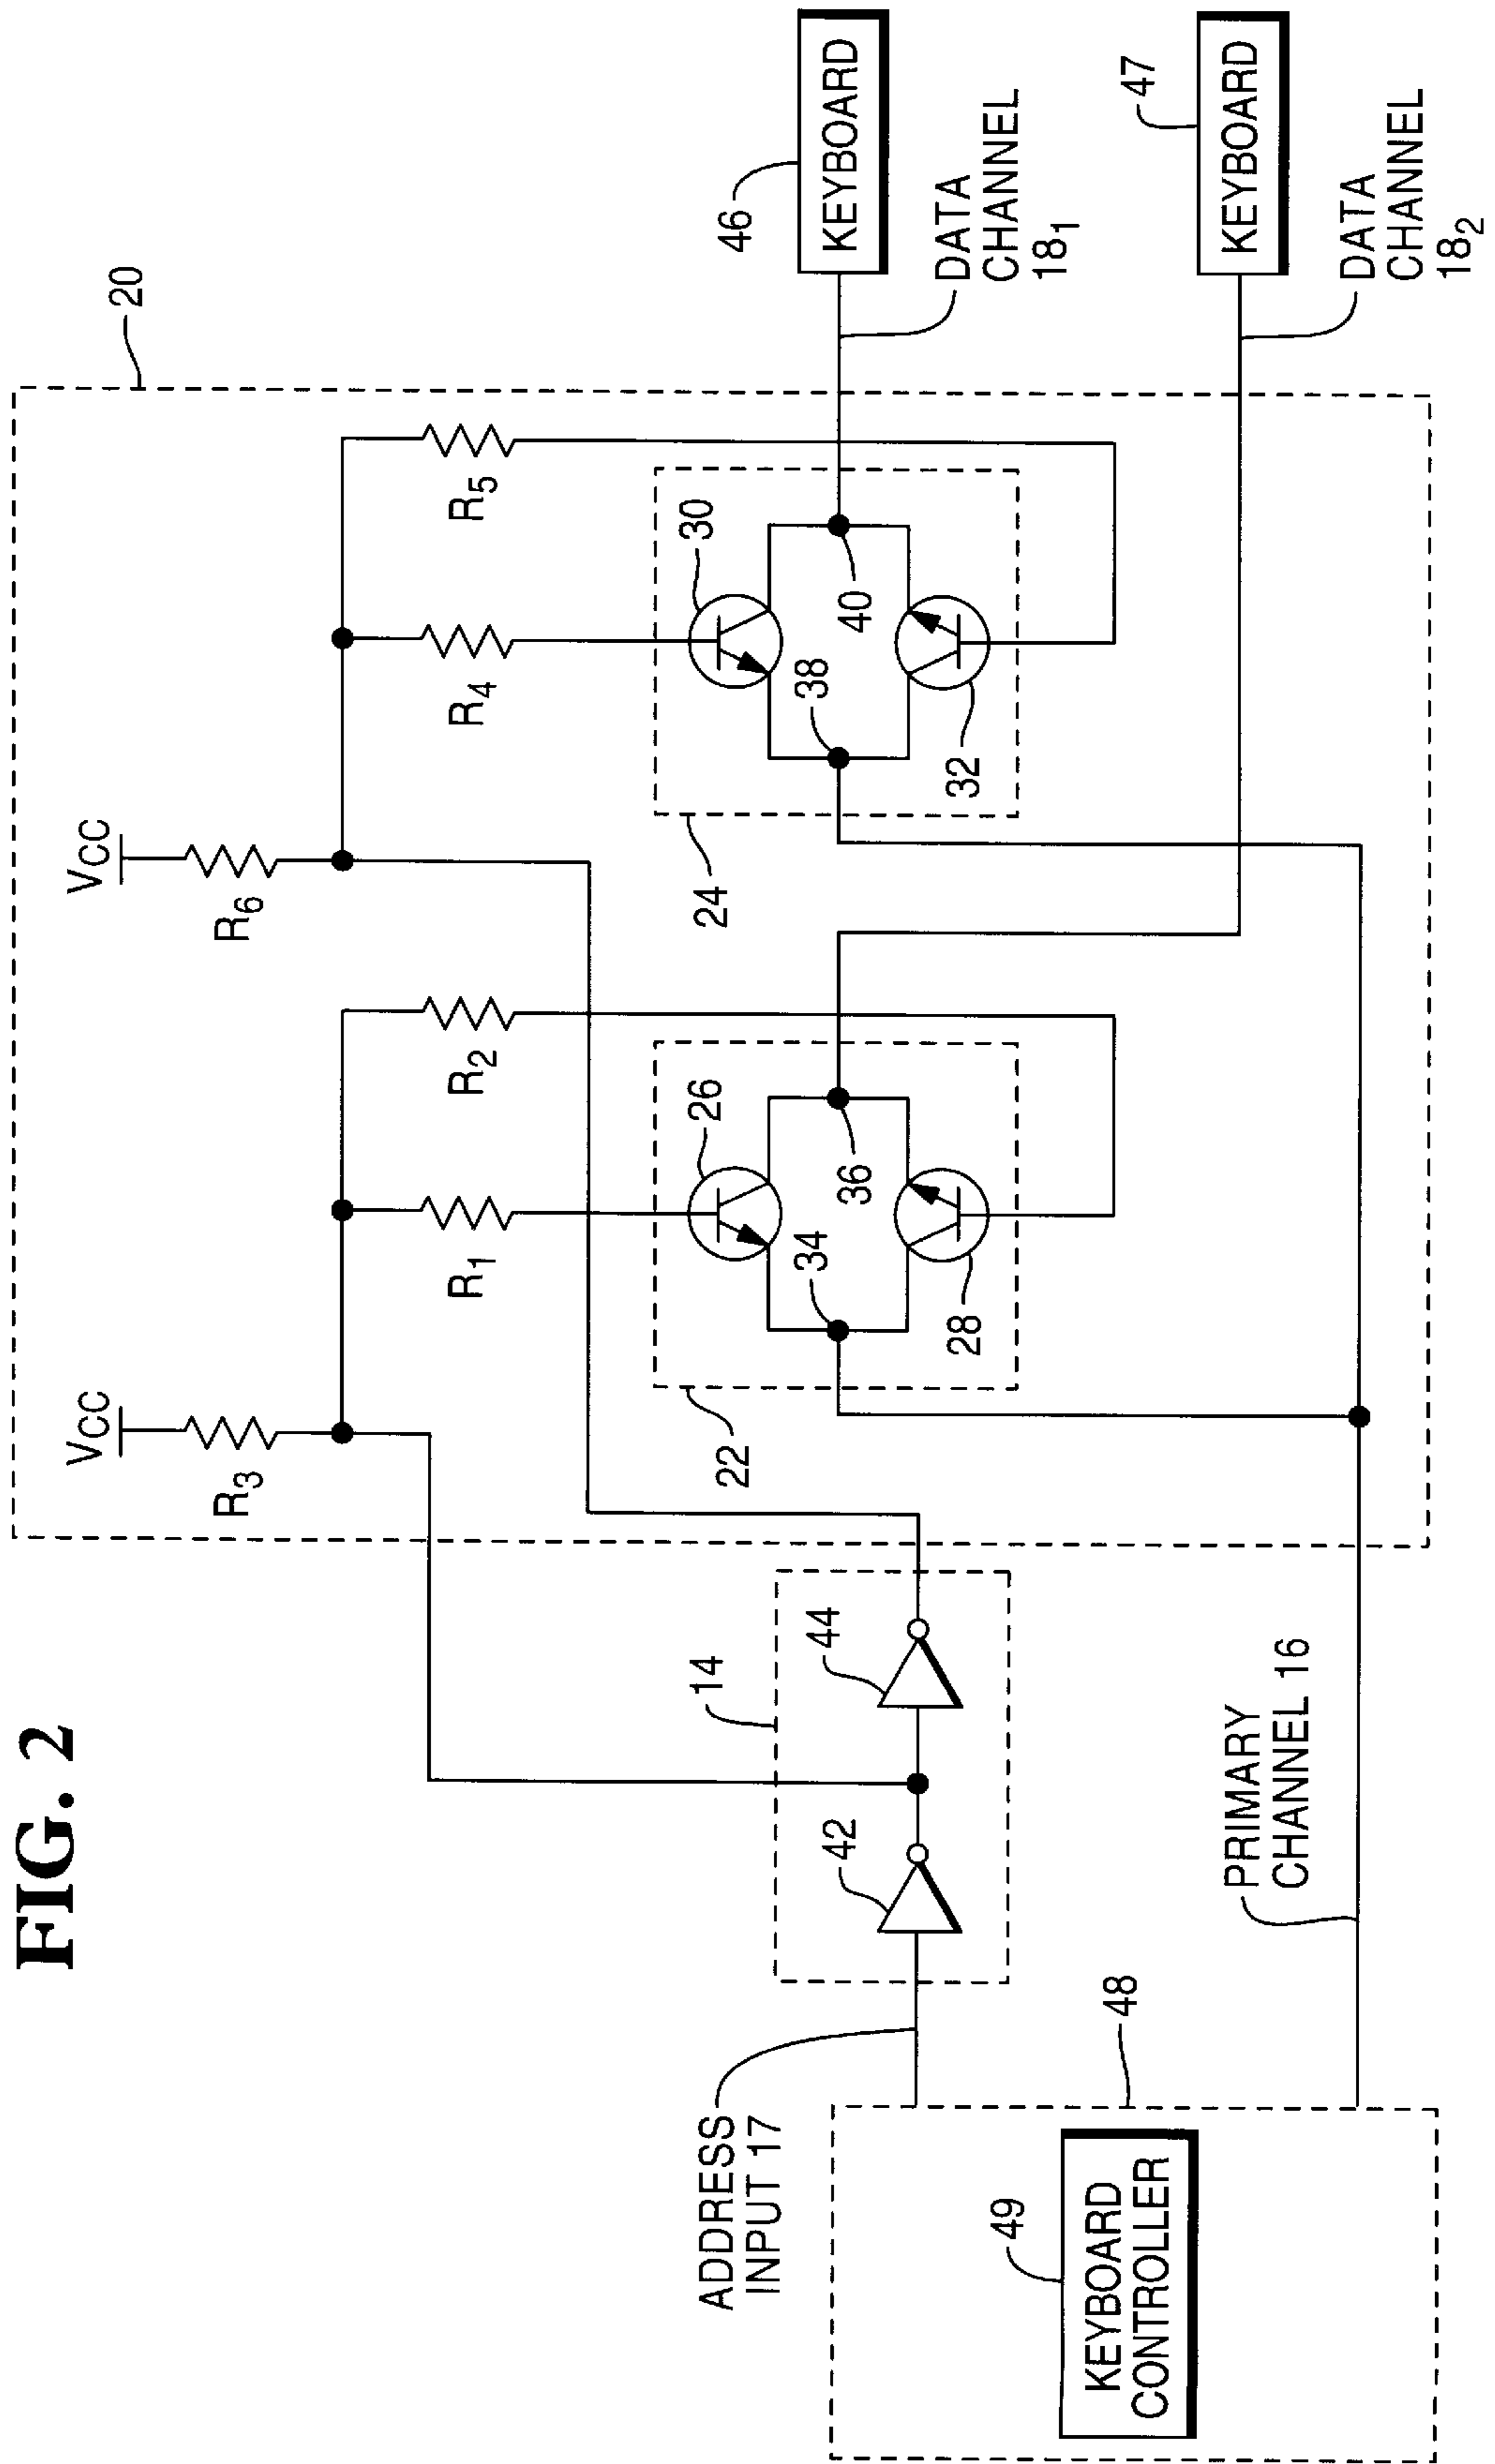 FIG. 2
20
VCC
R3
VCC
R6
R1
R2
R4
R5
22
26
34
36
28
24
30
38
40
32
14
42
44
46
KEYBOARD
DATA
CHANNEL
18₁
47
KEYBOARD
DATA
CHANNEL
18₂
ADDRESS
INPUT 17
PRIMARY
CHANNEL 16
48
49
KEYBOARD
CONTROLLER